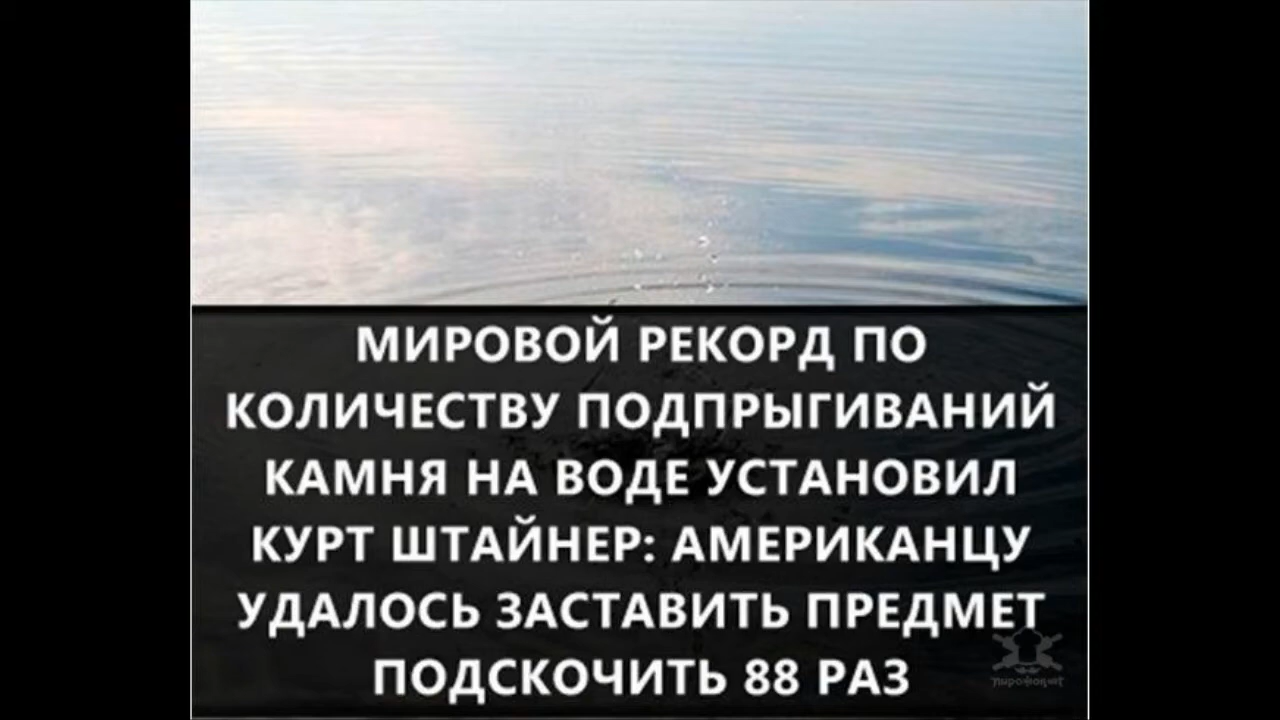 МИРОВОЙ РЕКОРД ПО
КОЛИЧЕСТВУ ПОДПРЫГИВАНИЙ
КАМНЯ НА ВОДЕ УСТАНОВИЛ
КУРТ ШТАЙНЕР: АМЕРИКАНЦУ
УДАЛОСЬ ЗАСТАВИТЬ ПРЕДМЕТ
ПОДСКОЧИТЬ 88 РАЗ